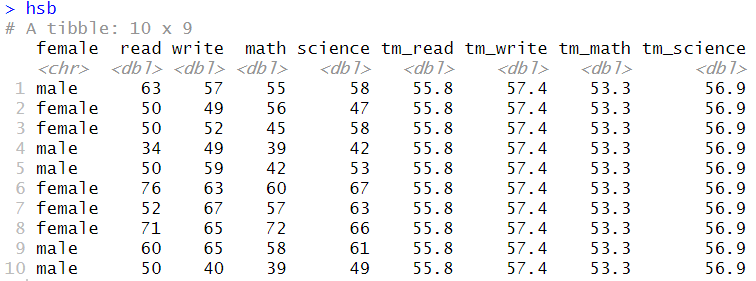 > hsb
# A tibble: 10 x 9
female read write math science tm_read tm_write tm_math tm_science
<chr> <dbl> <dbl> <dbl> <dbl> <dbl> <dbl> <dbl> <dbl>
1 male 63 57 55 58 55.8 57.4 53.3 56.9
2 female 50 49 56 47 55.8 57.4 53.3 56.9
3 female 50 52 45 58 55.8 57.4 53.3 56.9
4 male 34 49 39 42 55.8 57.4 53.3 56.9
5 male 50 59 42 53 55.8 57.4 53.3 56.9
6 female 76 63 60 67 55.8 57.4 53.3 56.9
7 female 52 67 57 63 55.8 57.4 53.3 56.9
8 female 71 65 72 66 55.8 57.4 53.3 56.9
9 male 60 65 58 61 55.8 57.4 53.3 56.9
10 male 50 40 39 49 55.8 57.4 53.3 56.9